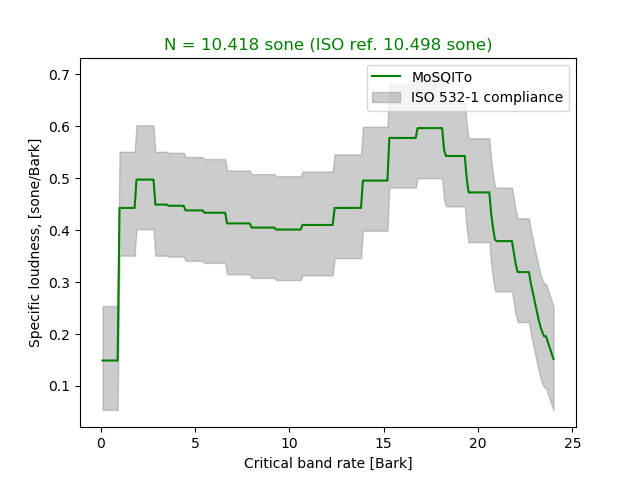 N = 10.418 sone (ISO ref. 10.498 sone)
MoSQITo
ISO 532-1 compliance
Specific loudness, [sone/Bark]
0.7
0.6
0.5
0.4
0.3
0.2
0.1
0 5 10 15 20 25
Critical band rate [Bark]